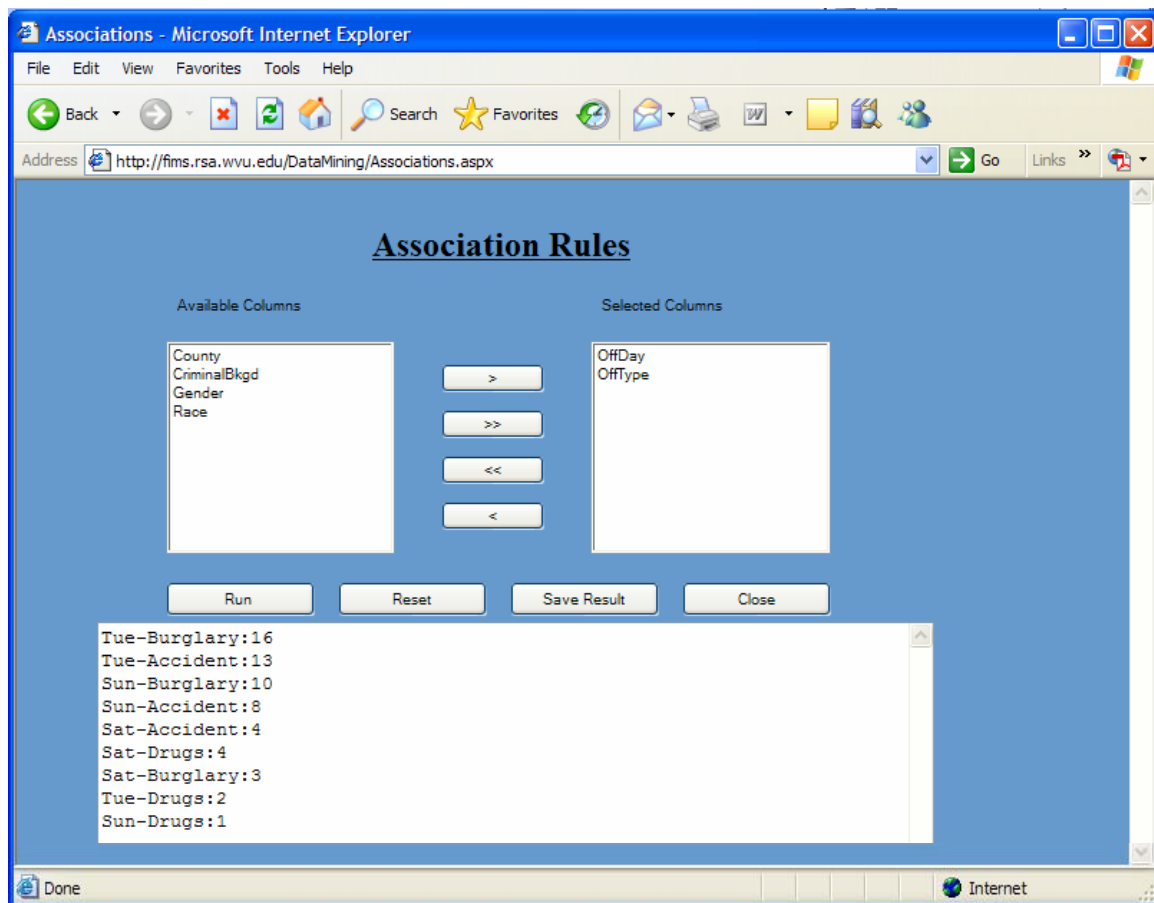 Associations - Microsoft Internet Explorer
File Edit View Favorites Tools Help
Back Search Favorites W
Address http://fims.rsa.wvu.edu/DataMining/Associations.aspx Go Links »
Association Rules
Available Columns Selected Columns
County
CriminalBkgd
Gender
Race
>
>>
<<
<
OffDay
OffType
Run Reset Save Result Close
Tue-Burglary:16
Tue-Accident:13
Sun-Burglary:10
Sun-Accident:8
Sat-Accident:4
Sat-Drugs:4
Sat-Burglary:3
Tue-Drugs:2
Sun-Drugs:1
Done Internet